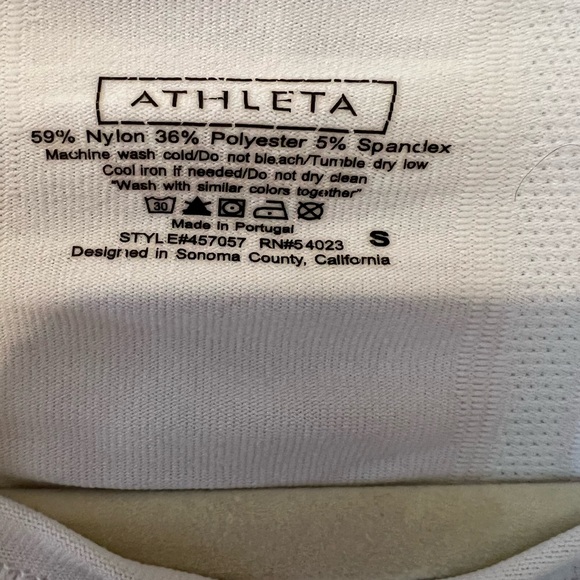 ATHLETA
59% Nylon 36% Polyester 5% Spandex
Machine wash cold/Do not bleach/Tumble dry low
Cool iron if needed/Do not dry clean
"Wash with similar colors together"
30
Made in Portugal
STYLE#457057 RN#54023 S
Designed in Sonoma County, California